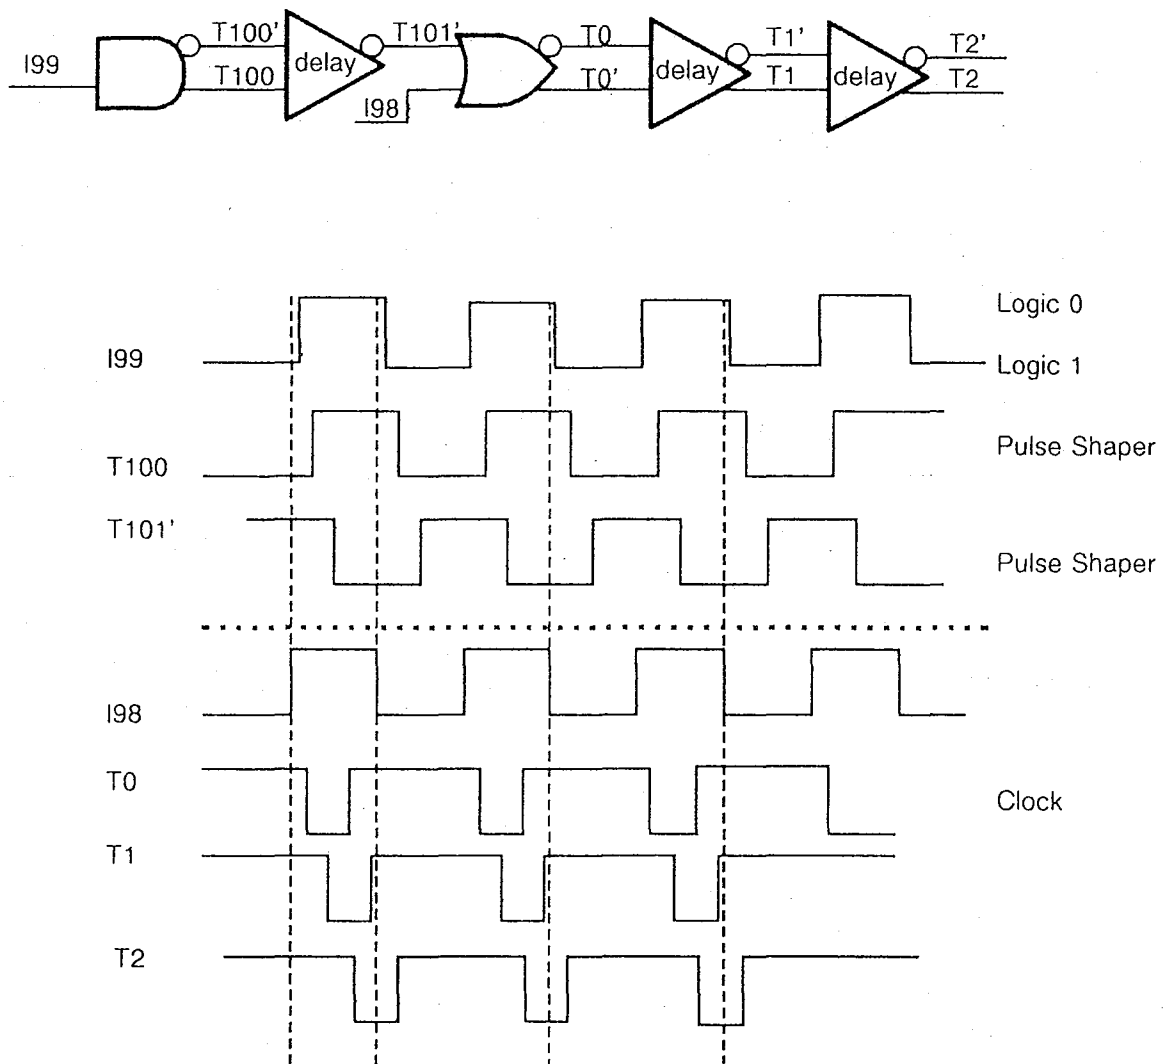 I99
T100'
T100
delay
T101'
I98
T0
T0'
delay
T1'
T1
delay
T2'
T2
I99
Logic 0
Logic 1
T100
Pulse Shaper
T101'
Pulse Shaper
I98
T0
Clock
T1
T2